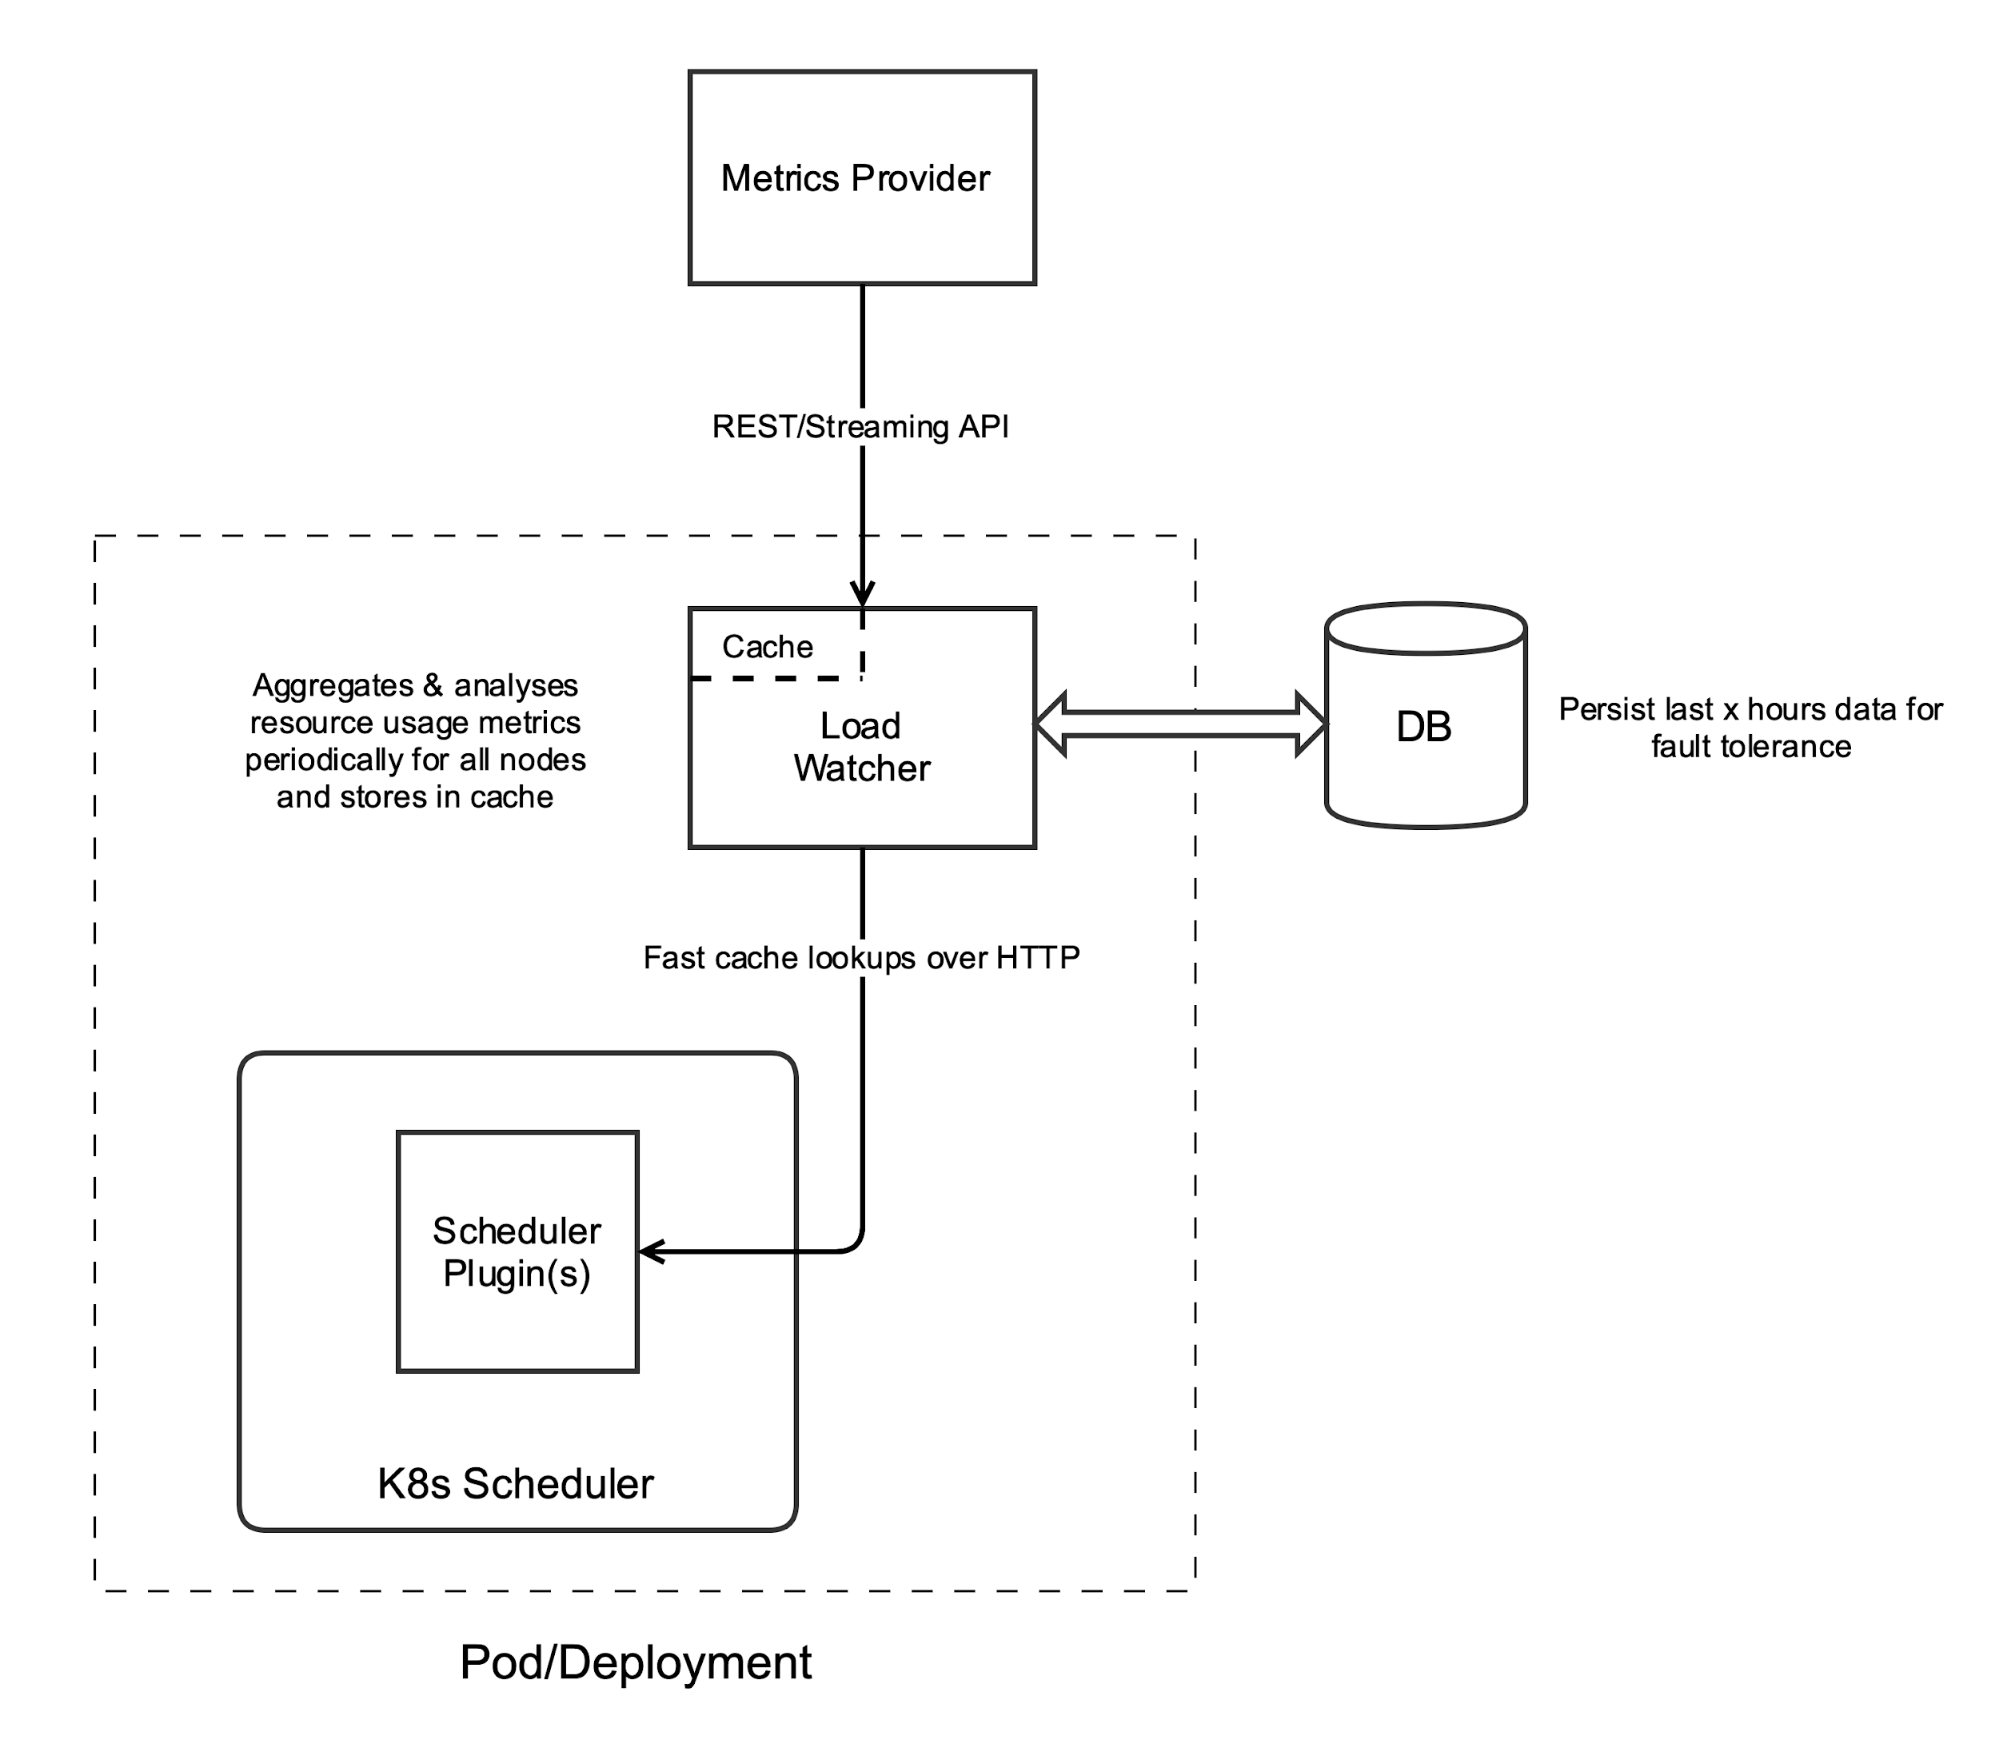 Metrics Provider
REST/Streaming API
Cache
Load
Watcher
Aggregates & analyses
resource usage metrics
periodically for all nodes
and stores in cache
DB
Persist last x hours data for
fault tolerance
Fast cache lookups over HTTP
Scheduler
Plugin(s)
K8s Scheduler
Pod/Deployment